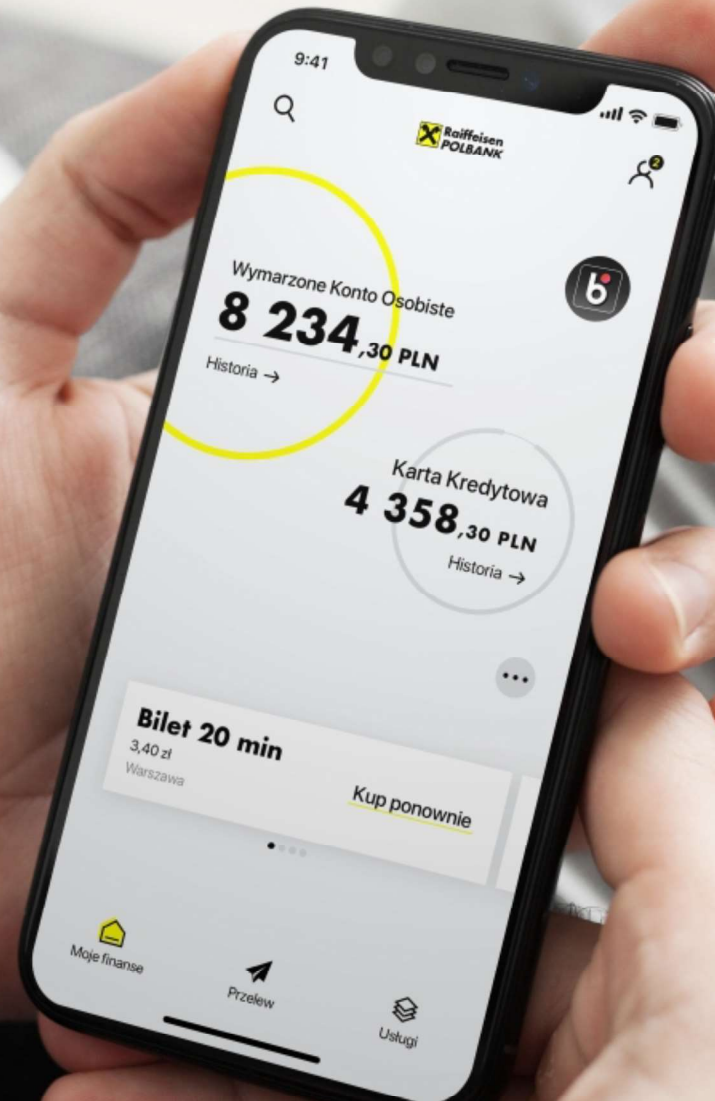 9:41
Raiffeisen
POLBANK
2
b
Wymarzone Konto Osobiste
8 234,30 PLN
Historia →
Karta Kredytowa
4 358,30 PLN
Historia →
Bilet 20 min
3,40 zł
Warszawa
Kup ponownie
Moje finanse
Przelew
Usługi